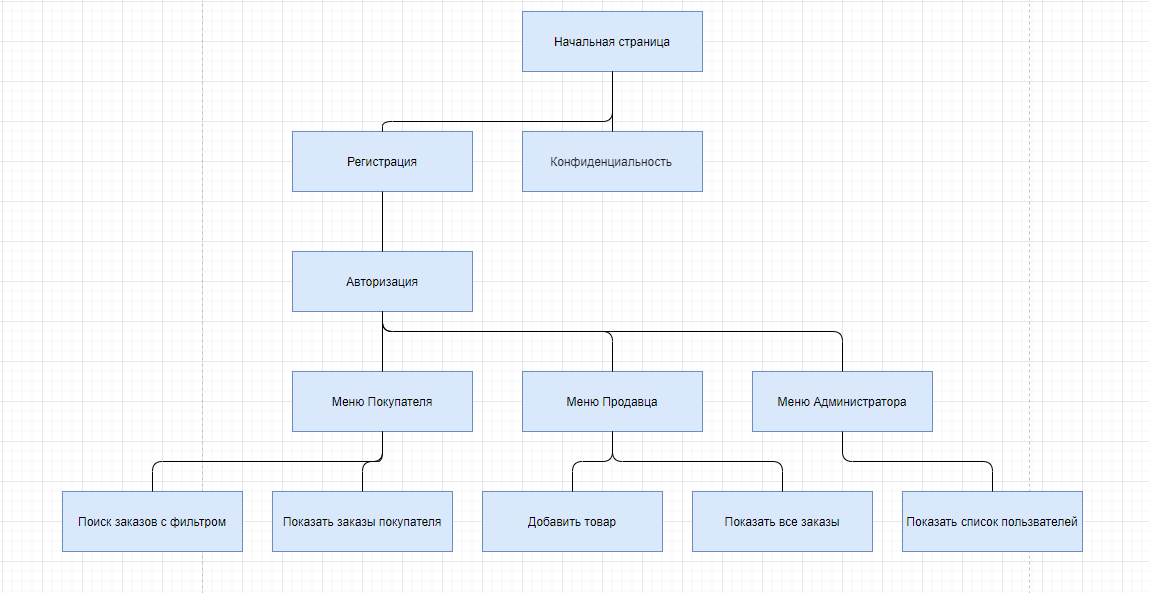 Начальная страница
Регистрация
Конфиденциальность
Авторизация
Меню Покупателя
Меню Продавца
Меню Администратора
Поиск заказов с фильтром
Показать заказы покупателя
Добавить товар
Показать все заказы
Показать список пользвателей